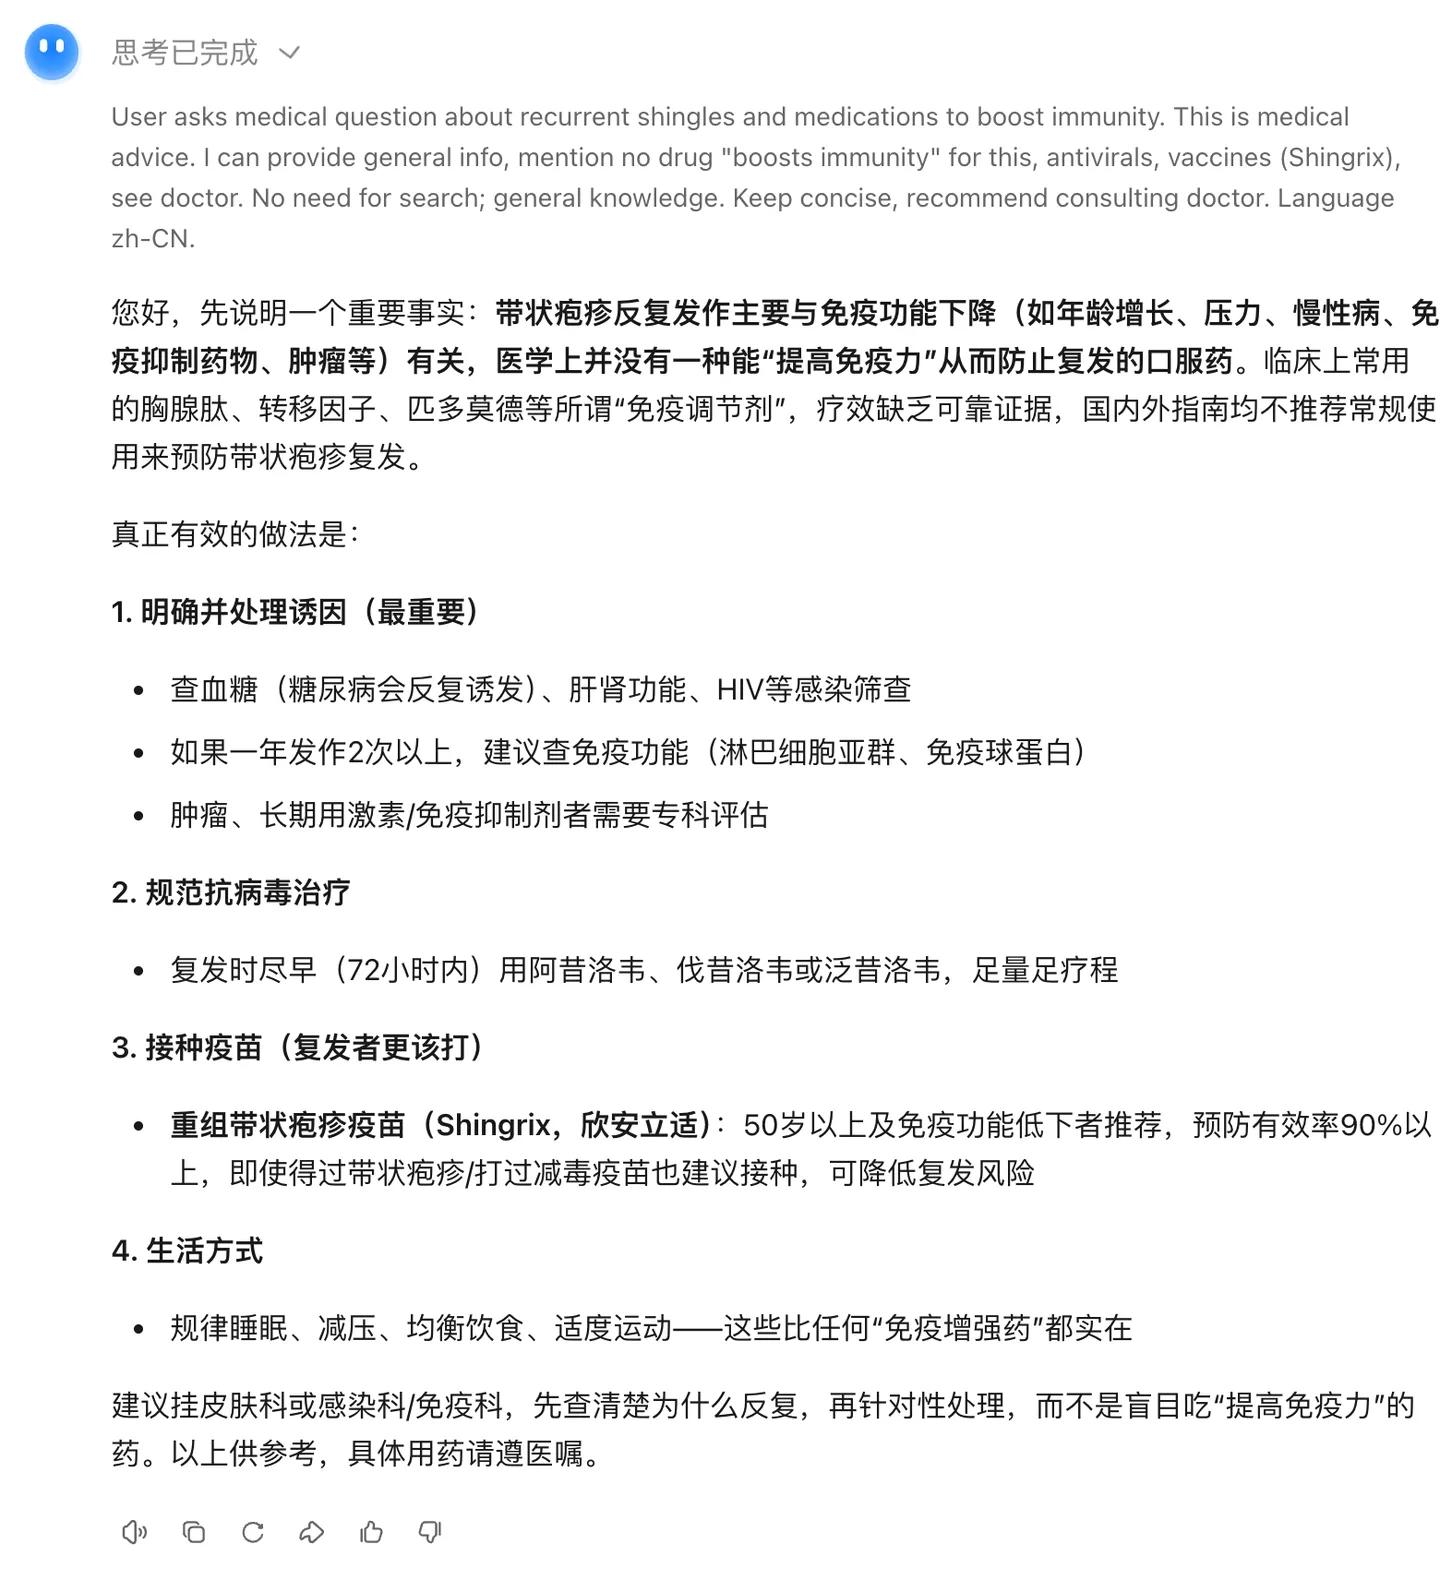 思考已完成
User asks medical question about recurrent shingles and medications to boost immunity. This is medical
advice. I can provide general info, mention no drug "boosts immunity" for this, antivirals, vaccines (Shingrix),
see doctor. No need for search; general knowledge. Keep concise, recommend consulting doctor. Language
zh-CN.
您好，先说明一个重要事实：带状疱疹反复发作主要与免疫功能下降（如年龄增长、压力、慢性病、免
疫抑制药物、肿瘤等）有关，医学上并没有一种能“提高免疫力”从而防止复发的口服药。临床上常用
的胸腺肽、转移因子、匹多莫德等所谓“免疫调节剂”，疗效缺乏可靠证据，国内外指南均不推荐常规使
用来预防带状疱疹复发。
真正有效的做法是：
1. 明确并处理诱因（最重要）
• 查血糖（糖尿病会反复诱发）、肝肾功能、HIV等感染筛查
• 如果一年发作2次以上，建议查免疫功能（淋巴细胞亚群、免疫球蛋白）
• 肿瘤、长期用激素/免疫抑制剂者需要专科评估
2. 规范抗病毒治疗
• 复发时尽早（72小时内）用阿昔洛韦、伐昔洛韦或泛昔洛韦，足量足疗程
3. 接种疫苗（复发者更该打）
• 重组带状疱疹疫苗（Shingrix，欣安立适）：50岁以上及免疫功能低下者推荐，预防有效率90%以
上，即使得过带状疱疹/打过减毒疫苗也建议接种，可降低复发风险
4. 生活方式
• 规律睡眠、减压、均衡饮食、适度运动——这些比任何“免疫增强药”都实在
建议挂皮肤科或感染科/免疫科，先查清楚为什么反复，再针对性处理，而不是盲目吃“提高免疫力”的
药。以上供参考，具体用药请遵医嘱。